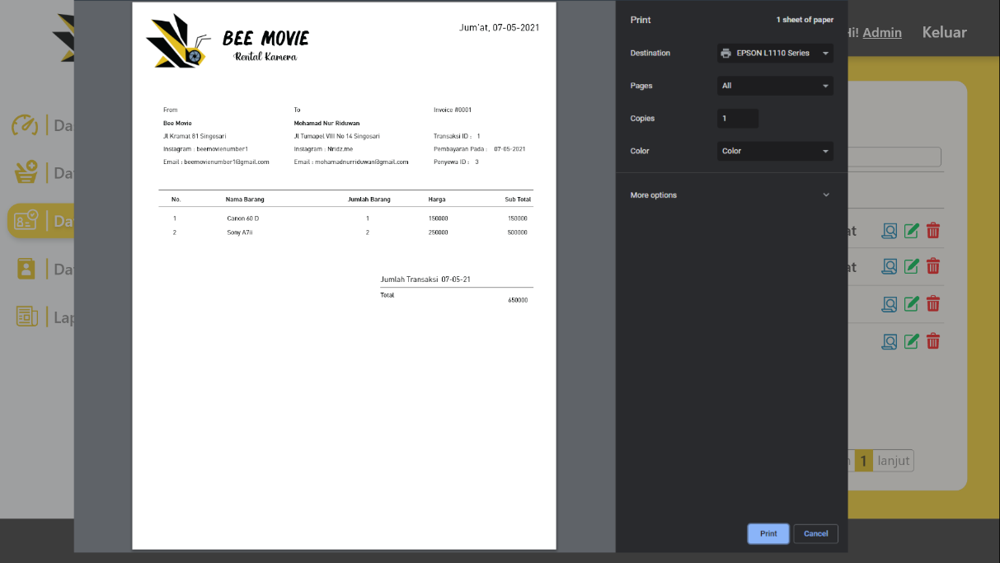 BEE MOVIE
Rental Kamera
Jum'at, 07-05-2021
From
Bee Movie
Jl Kramat 81 Singosari
Instagram : beemovienumber1
Email : beemovienumber1@gmail.com
To
Mohamad Nur Riduwan
Jl Tumapel VIII No 14 Singosari
Instagram : Nridz.me
Email : mohamadnurriduwan@gmail.com
Invoice #0001
Transaksi ID : 1
Pembayaran Pada : 07-05-2021
Penyewa ID : 3
No. Nama Barang Jumlah Barang Harga Sub Total
1 Canon 60 D 1 150000 150000
2 Sony A7ii 2 250000 500000
Jumlah Transaksi 07-05-21
Total
650000
Print 1 sheet of paper
Destination EPSON L1110 Series
Pages All
Copies 1
Color Color
More options
Print Cancel
Hi! Admin Keluar
Da
Da
Da
Da
Lap
at
at
1 lanjut